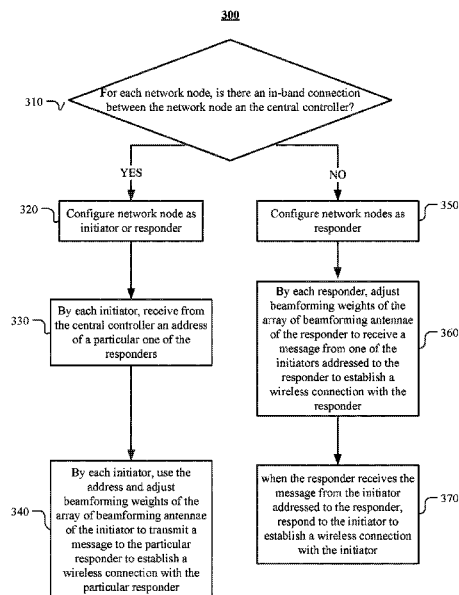 300
310
For each network node, is there an in-band connection
between the network node an the central controller?
YES
NO
320
Configure network node as
initiator or responder
350
Configure network nodes as
responder
330
By each initiator, receive from
the central controller an address
of a particular one of the
responders
By each responder, adjust
beamforming weights of the
array of beamforming antennae
of the responder to receive a
message from one of the
initiators addressed to the
responder to establish a
wireless connection with the
responder
360
340
By each initiator, use the
address and adjust
beamforming weights of the
array of beamforming antennae
of the initiator to transmit a
message to the particular
responder to establish a
wireless connection with the
particular responder
when the responder receives the
message from the initiator
addressed to the responder,
respond to the initiator to
establish a wireless connection
with the initiator
370